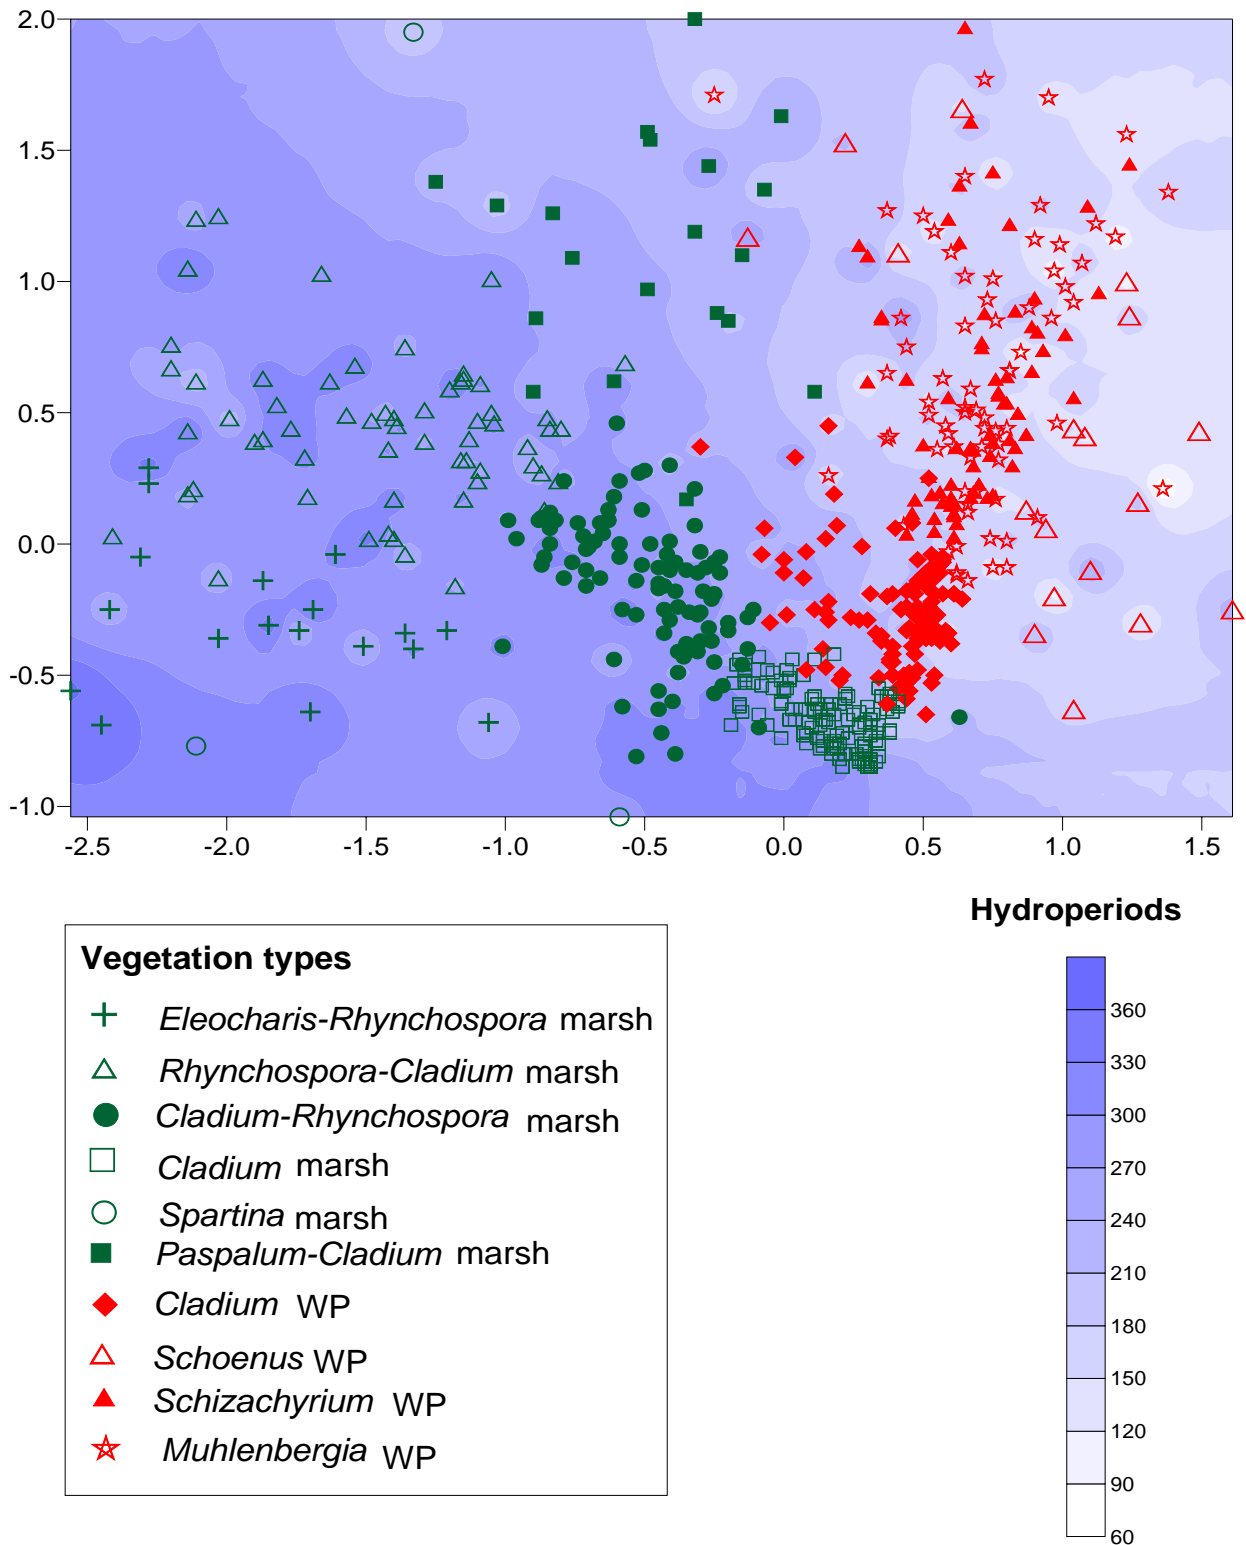 2.0
1.5
1.0
0.5
0.0
-0.5
-1.0
-2.5 -2.0 -1.5 -1.0 -0.5 0.0 0.5 1.0 1.5
Hydroperiods
360
330
300
270
240
210
180
150
120
90
60
Vegetation types
Eleocharis-Rhynchospora marsh
Rhynchospora-Cladium marsh
Cladium-Rhynchospora marsh
Cladium marsh
Spartina marsh
Paspalum-Cladium marsh
Cladium WP
Schoenus WP
Schizachyrium WP
Muhlenbergia WP